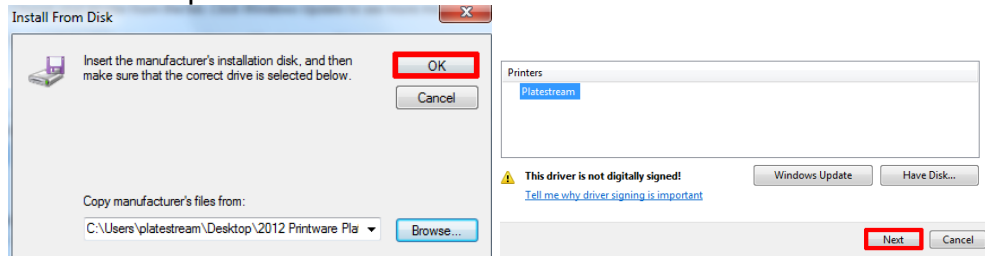 Install From Disk
Insert the manufacturer's installation disk, and then
make sure that the correct drive is selected below.
OK
Cancel
Copy manufacturer's files from:
C:\Users\platestream\Desktop\2012 Printware Pla
Browse...
Printers
Platestream
This driver is not digitally signed!
Tell me why driver signing is important
Windows Update
Have Disk...
Next
Cancel